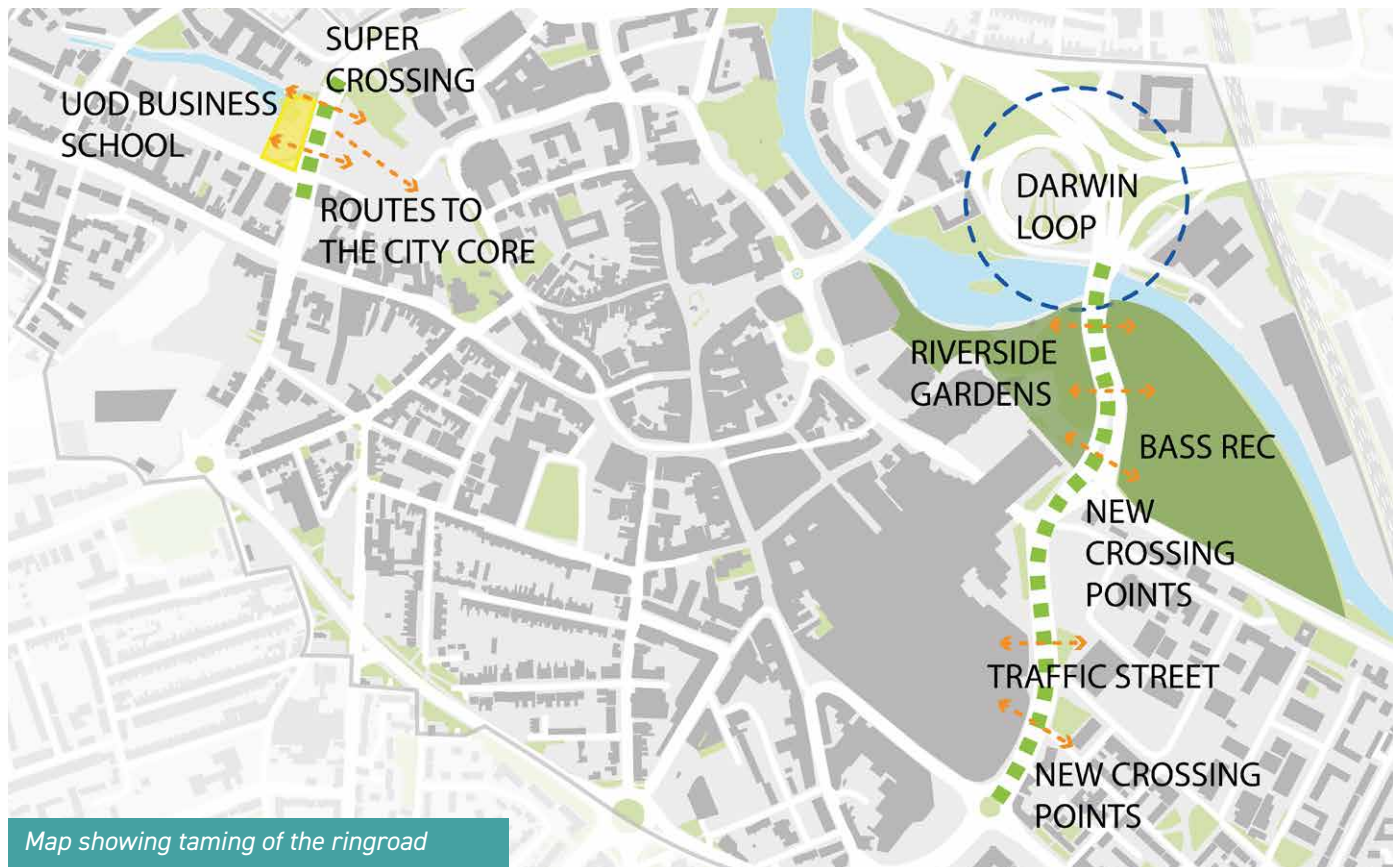 SUPER
CROSSING
UOD BUSINESS
SCHOOL
ROUTES TO
THE CITY CORE
DARWIN
LOOP
RIVERSIDE
GARDENS
BASS REC
NEW
CROSSING
POINTS
TRAFFIC STREET
NEW CROSSING
POINTS
Map showing taming of the ringroad